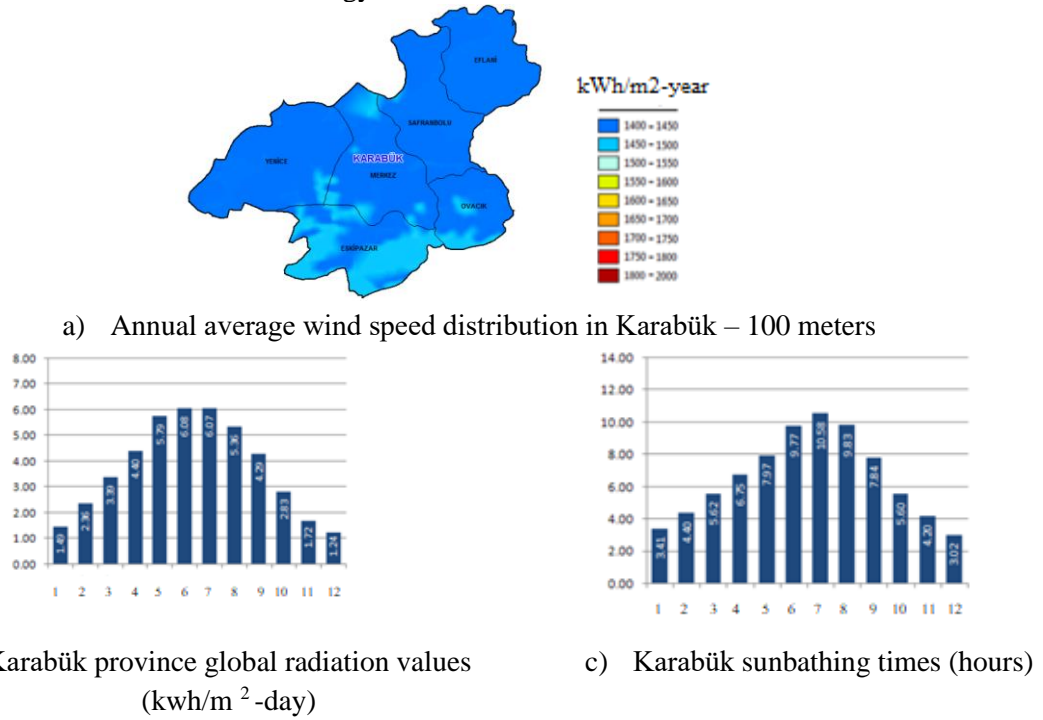 gy
EFLANİ
kWh/m2-year
SAFRANBOLU
1400 - 1450
1450 - 1500
YENİCE
KARABÜK
1500 - 1550
MERKEZ
1550 - 1600
OVACIK
1600 - 1650
1650 - 1700
1700 - 1750
ESKİPAZAR
1750 - 1800
1800 - 2000
a) Annual average wind speed distribution in Karabük – 100 meters
8.00
7.00
6.00
5.00
4.00
3.00
2.00
1.00
0.00
1.49
2.36
3.39
4.40
5.79
6.08
6.07
5.36
4.29
2.83
1.72
1.24
1 2 3 4 5 6 7 8 9 10 11 12
14.00
12.00
10.00
8.00
6.00
4.00
2.00
0.00
3.41
4.40
5.62
6.75
7.97
9.77
10.58
9.83
7.84
5.60
4.20
3.02
1 2 3 4 5 6 7 8 9 10 11 12
Karabük province global radiation values
(kwh/m 2 -day)
c) Karabük sunbathing times (hours)